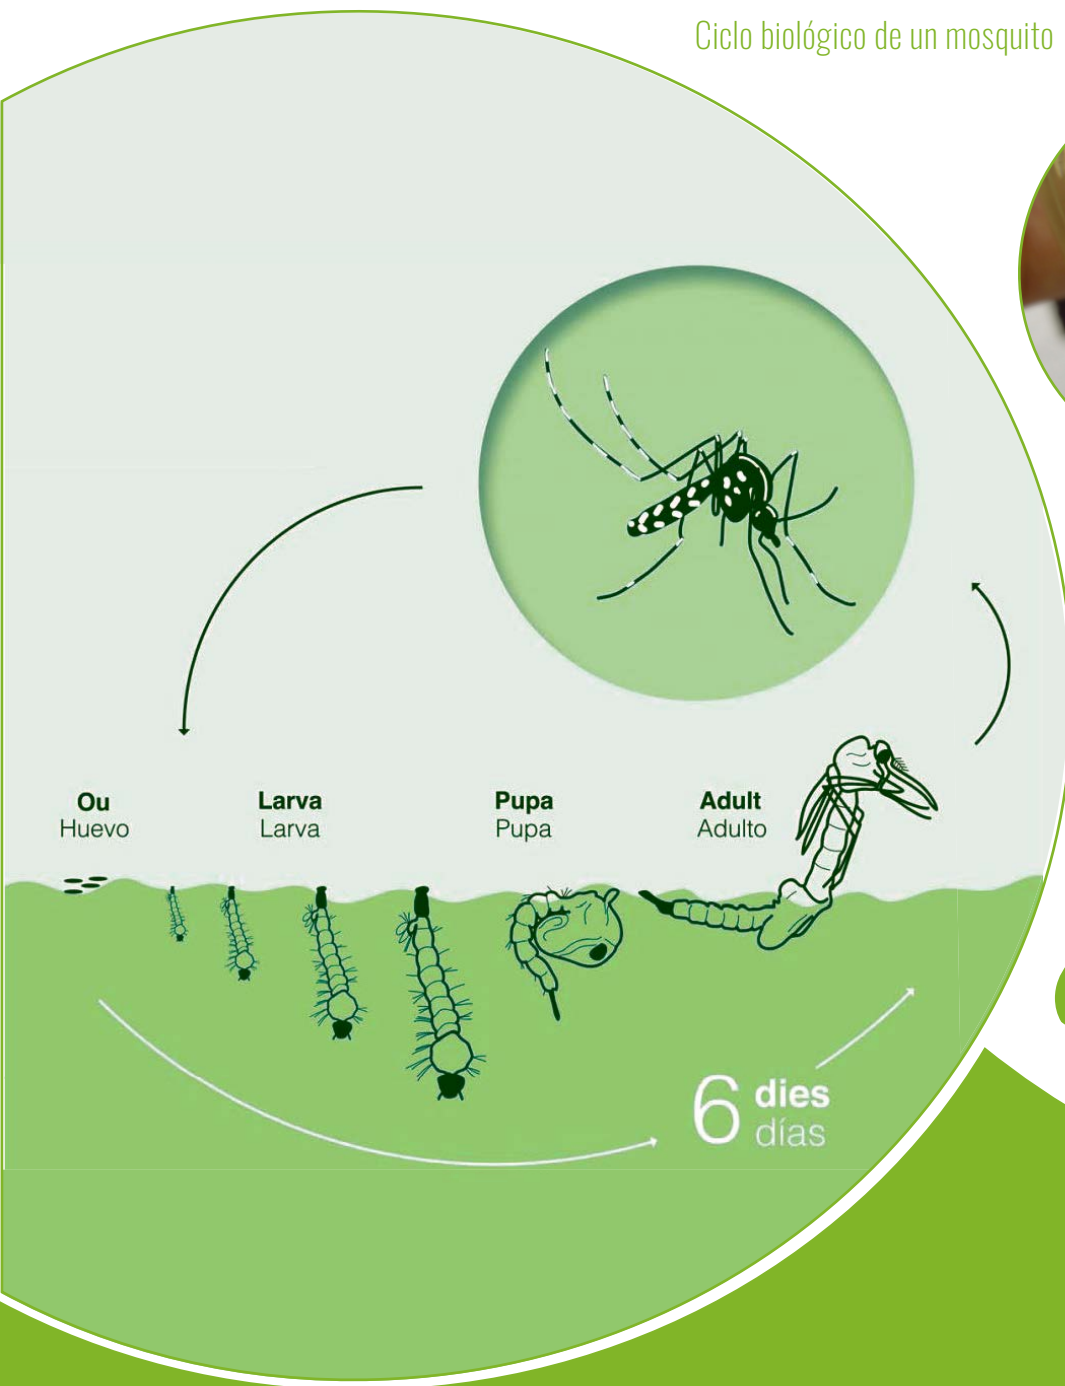 Ciclo biológico de un mosquito
Ou
Huevo
Larva
Larva
Pupa
Pupa
Adult
Adulto
6 dies
días